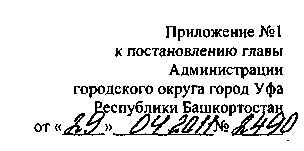 Приложение №1
к постановлению главы
Администрации
городского округа город Уфа
Республики Башкортостан
от «29» 04 2011 № 2490